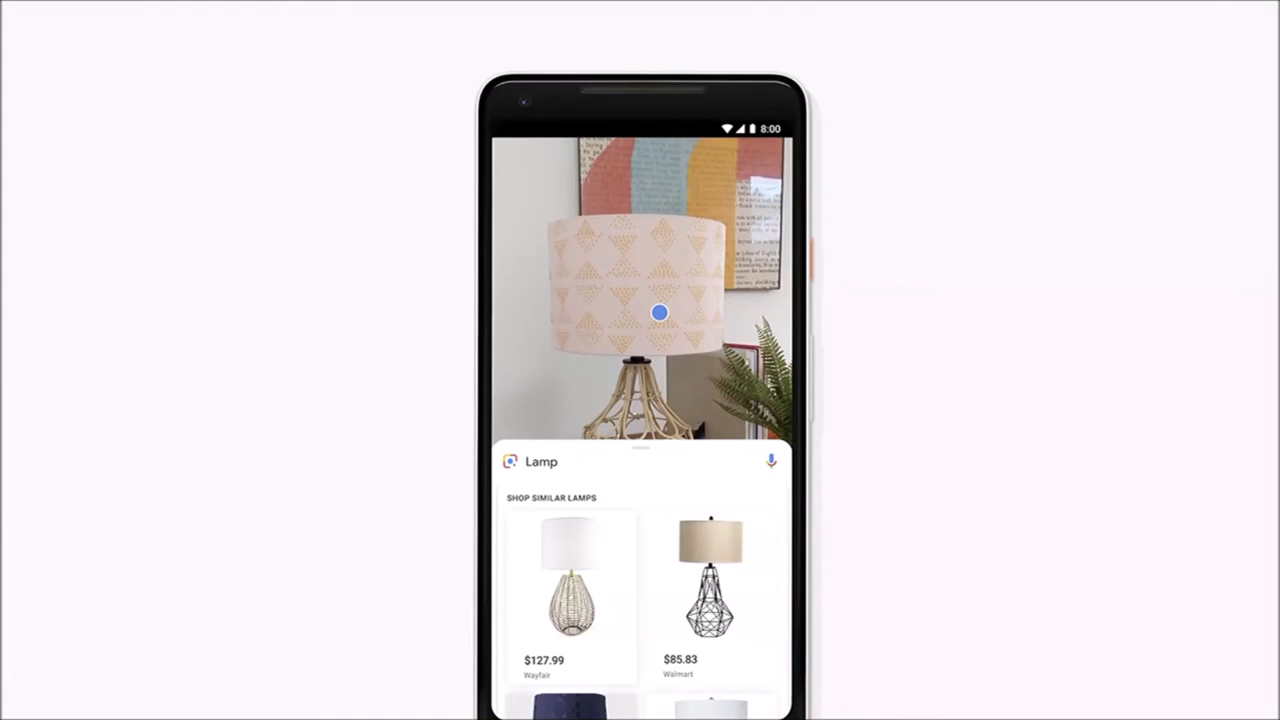 8:00
Lamp
SHOP SIMILAR LAMPS
$127.99
Wayfair
$85.83
Walmart